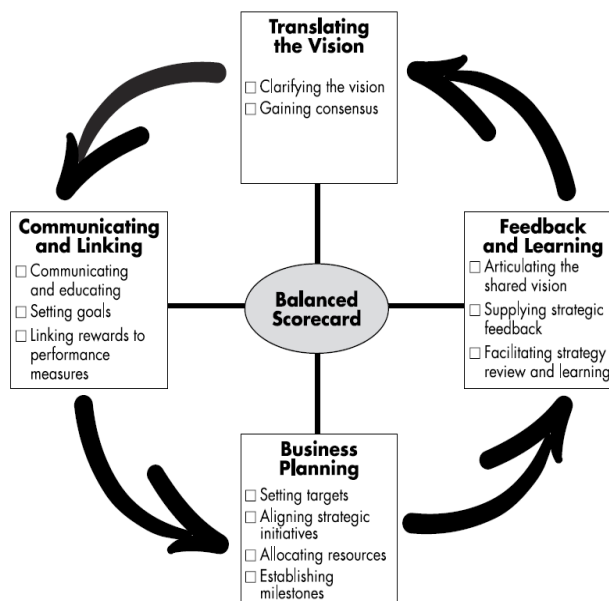 Translating
the Vision
☐ Clarifying the vision
☐ Gaining consensus
Communicating
and Linking
☐ Communicating
and educating
☐ Setting goals
☐ Linking rewards to
performance
measures
Balanced
Scorecard
Feedback
and Learning
☐ Articulating the
shared vision
☐ Supplying strategic
feedback
☐ Facilitating strategy
review and learning
Business
Planning
☐ Setting targets
☐ Aligning strategic
initiatives
☐ Allocating resources
☐ Establishing
milestones